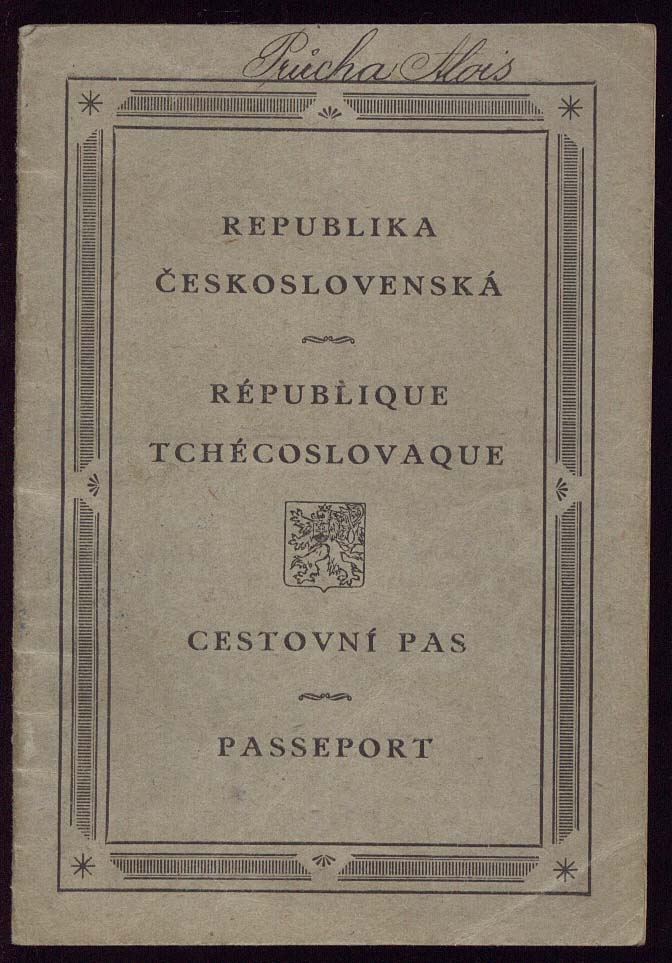 Průcha Alois
REPUBLIKA
ČESKOSLOVENSKÁ
RÉPUBLIQUE
TCHÉCOSLOVAQUE
CESTOVNÍ PAS
PASSEPORT